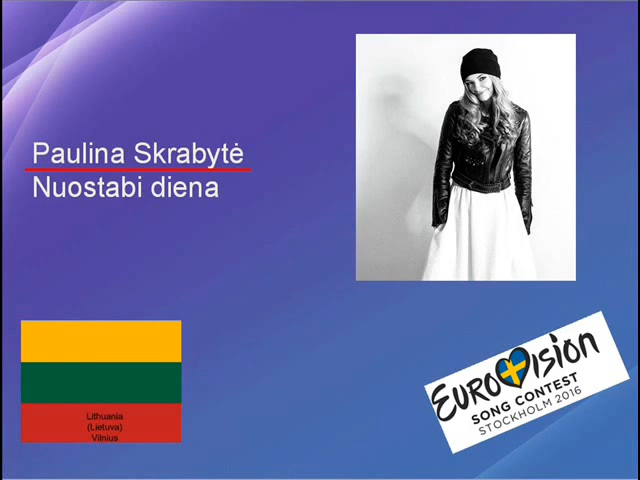 Paulina Skrabytė
Nuostabi diena
Lithuania
(Lietuva)
Vilnius
EUROVISION
SONG CONTEST
STOCKHOLM 2016